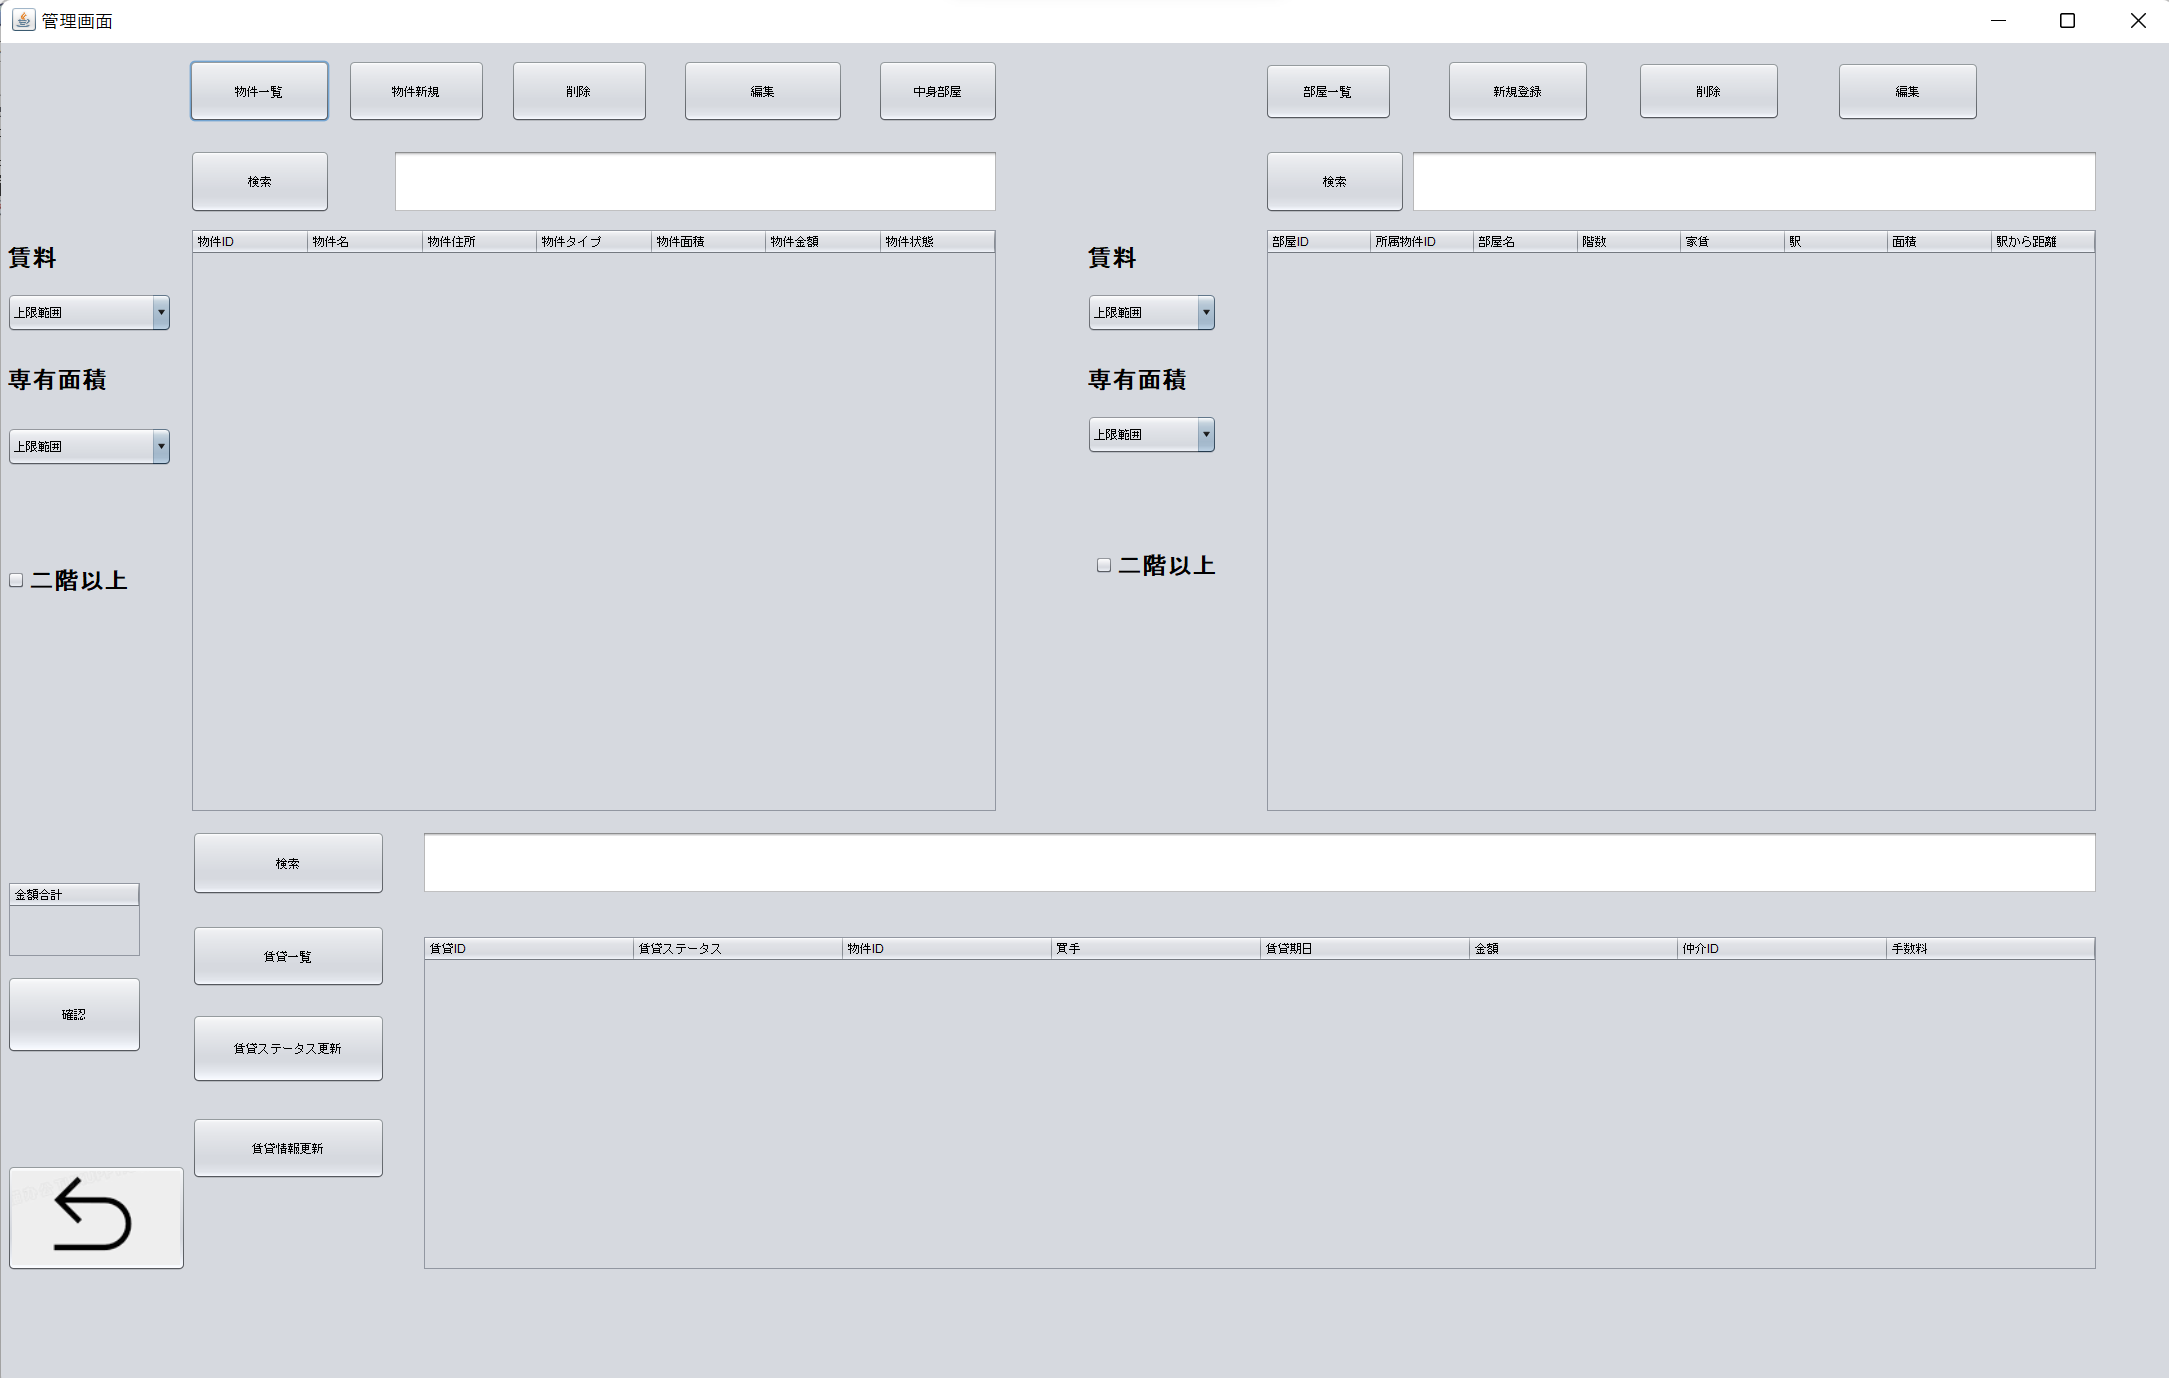 管理画面
物件一覧 物件新規 削除 編集 中身部屋 部屋一覧 新規登録 削除 編集
検索 検索
物件ID 物件名 物件住所 物件タイプ 物件面積 物件金額 物件状態
賃料
上限範囲
専有面積
上限範囲
二階以上
部屋ID 所属物件ID 部屋名 階数 家賃 駅 面積 駅から距離
賃料
上限範囲
専有面積
上限範囲
二階以上
検索
金額合計
確認
賃貸一覧
賃貸ステータス更新
賃貸情報更新
賃貸ID 賃貸ステータス 物件ID 買手 賃貸期日 金額 仲介ID 手数料